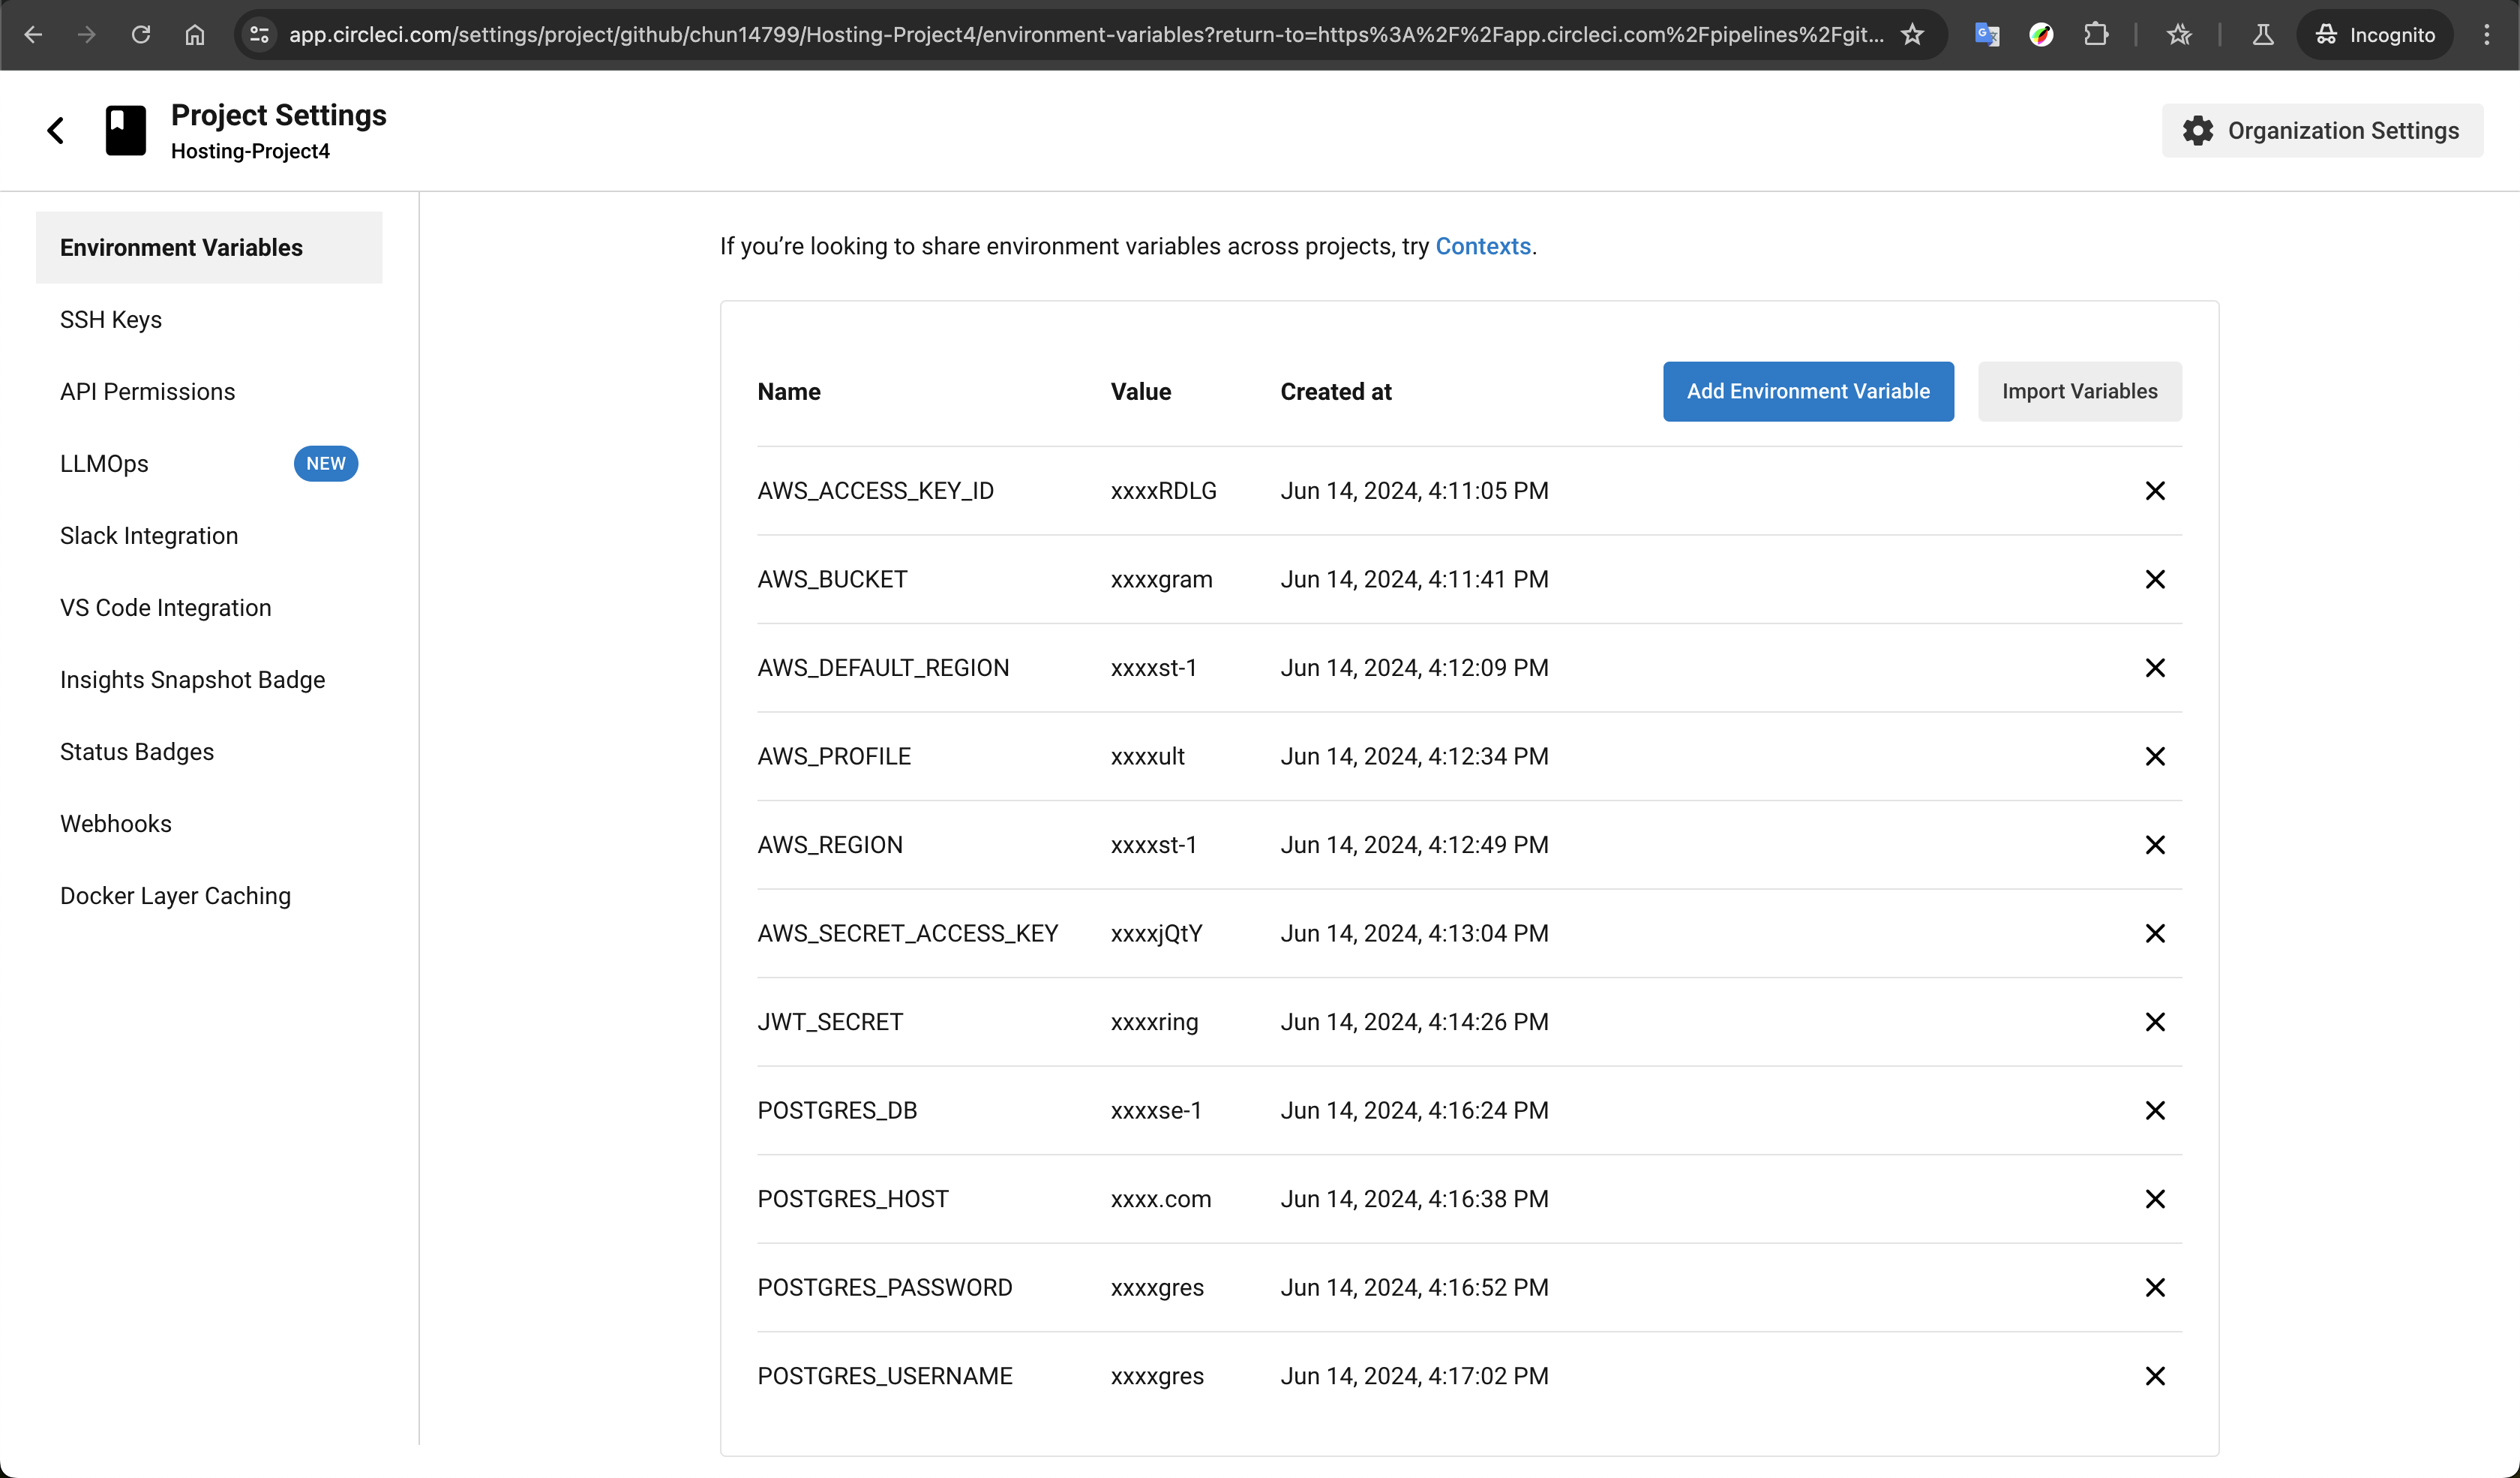 app.circleci.com/settings/project/github/chun14799/Hosting-Project4/environment-variables?return-to=https%3A%2F%2Fapp.circleci.com%2Fpipelines%2Fgit...
Incognito
Project Settings
Hosting-Project4
Organization Settings
Environment Variables
SSH Keys
API Permissions
LLMOps NEW
Slack Integration
VS Code Integration
Insights Snapshot Badge
Status Badges
Webhooks
Docker Layer Caching
If you’re looking to share environment variables across projects, try Contexts.
Name Value Created at Add Environment Variable Import Variables
AWS_ACCESS_KEY_ID xxxxRDLG Jun 14, 2024, 4:11:05 PM
AWS_BUCKET xxxxgram Jun 14, 2024, 4:11:41 PM
AWS_DEFAULT_REGION xxxxst-1 Jun 14, 2024, 4:12:09 PM
AWS_PROFILE xxxxult Jun 14, 2024, 4:12:34 PM
AWS_REGION xxxxst-1 Jun 14, 2024, 4:12:49 PM
AWS_SECRET_ACCESS_KEY xxxxjQtY Jun 14, 2024, 4:13:04 PM
JWT_SECRET xxxxring Jun 14, 2024, 4:14:26 PM
POSTGRES_DB xxxxse-1 Jun 14, 2024, 4:16:24 PM
POSTGRES_HOST xxxx.com Jun 14, 2024, 4:16:38 PM
POSTGRES_PASSWORD xxxxgres Jun 14, 2024, 4:16:52 PM
POSTGRES_USERNAME xxxxgres Jun 14, 2024, 4:17:02 PM